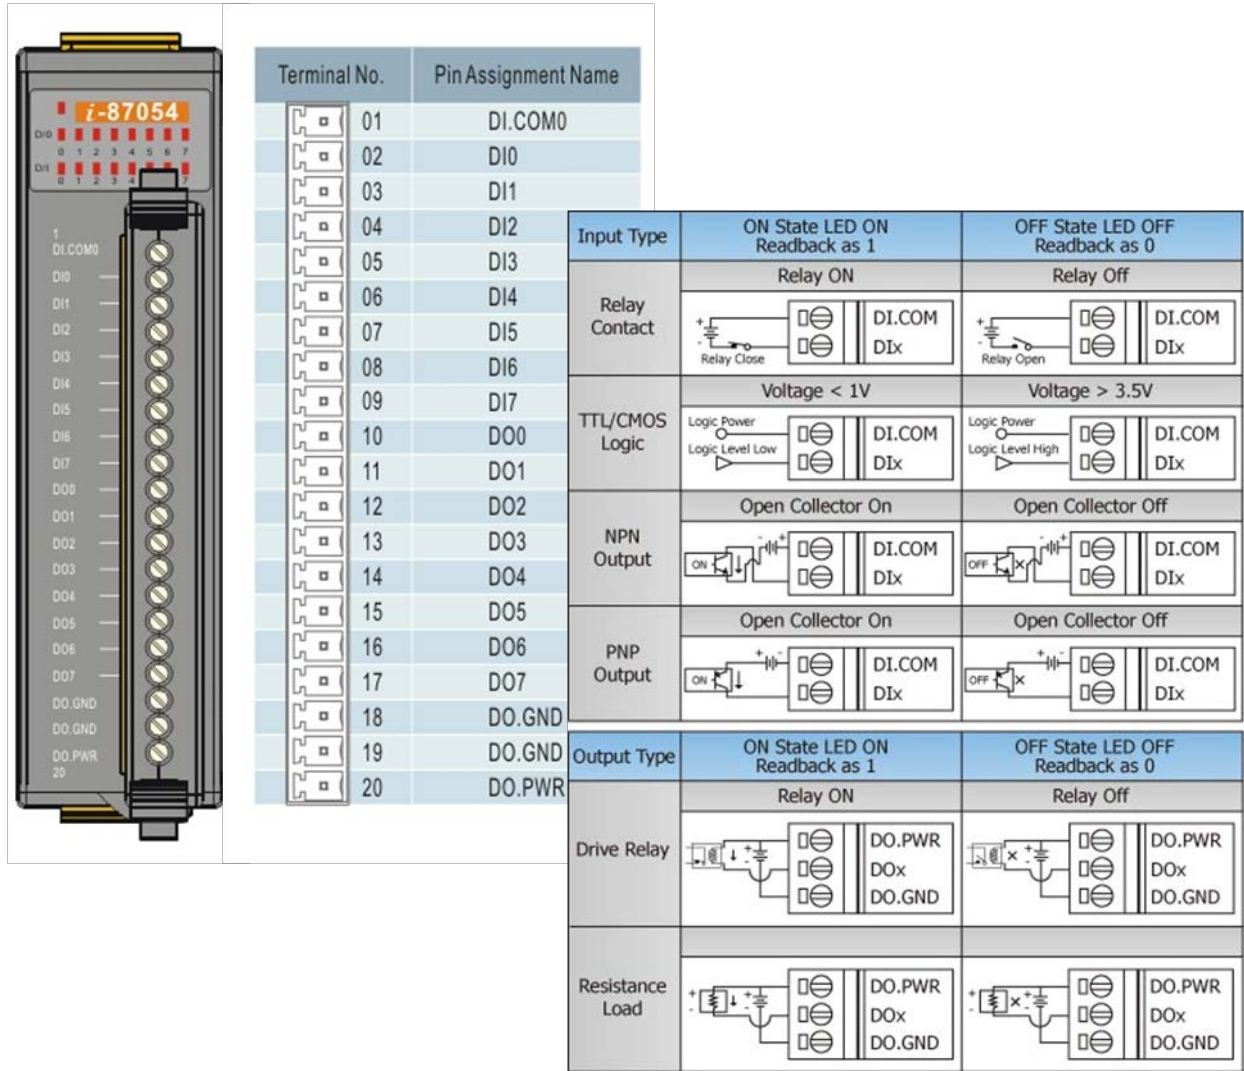 i-87054
D/O
0 1 2 3 4 5 6 7
D/I
0 1 2 3 4 7
1
DI.COM0
DI0
DI1
DI2
DI3
DI4
DI5
DI6
DI7
DO0
DO1
DO2
DO3
DO4
DO5
DO6
DO7
DO.GND
DO.GND
DO.PWR
20
Terminal No. Pin Assignment Name
01 DI.COM0
02 DI0
03 DI1
04 DI2
05 DI3
06 DI4
07 DI5
08 DI6
09 DI7
10 DO0
11 DO1
12 DO2
13 DO3
14 DO4
15 DO5
16 DO6
17 DO7
18 DO.GND
19 DO.GND
20 DO.PWR
Input Type
ON State LED ON
Readback as 1
OFF State LED OFF
Readback as 0
Relay
Contact
Relay ON
+
-
Relay Close
DI.COM
DIx
Relay Off
+
-
Relay Open
DI.COM
DIx
TTL/CMOS
Logic
Voltage < 1V
Logic Power
Logic Level Low
DI.COM
DIx
Voltage > 3.5V
Logic Power
Logic Level High
DI.COM
DIx
NPN
Output
Open Collector On
- +
ON
DI.COM
DIx
Open Collector Off
- +
OFF
DI.COM
DIx
PNP
Output
Open Collector On
+ -
ON
DI.COM
DIx
Open Collector Off
+ -
OFF
DI.COM
DIx
Output Type
ON State LED ON
Readback as 1
OFF State LED OFF
Readback as 0
Drive Relay
Relay ON
+
-
DO.PWR
DOx
DO.GND
Relay Off
+
-
DO.PWR
DOx
DO.GND
Resistance
Load
+ +
- -
DO.PWR
DOx
DO.GND
+ +
- -
DO.PWR
DOx
DO.GND